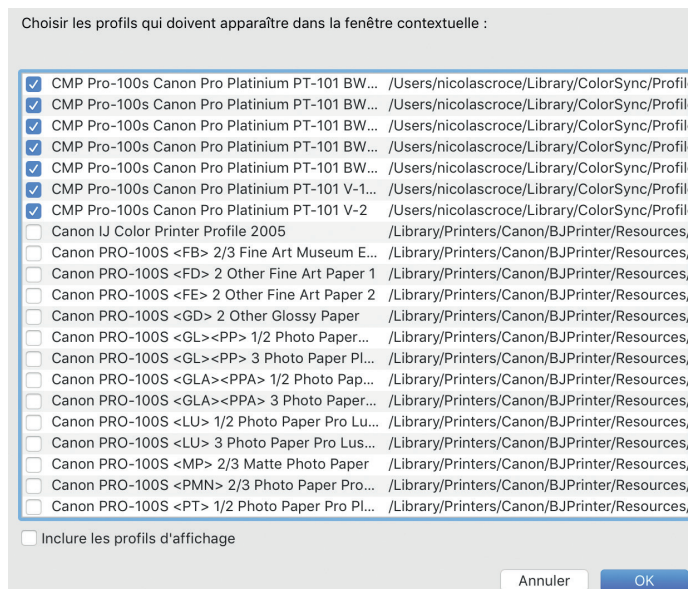 Choisir les profils qui doivent apparaître dans la fenêtre contextuelle :
CMP Pro-100s Canon Pro Platinium PT-101 BW... /Users/nicolascroce/Library/ColorSync/Profil
CMP Pro-100s Canon Pro Platinium PT-101 BW... /Users/nicolascroce/Library/ColorSync/Profil
CMP Pro-100s Canon Pro Platinium PT-101 BW... /Users/nicolascroce/Library/ColorSync/Profil
CMP Pro-100s Canon Pro Platinium PT-101 BW... /Users/nicolascroce/Library/ColorSync/Profil
CMP Pro-100s Canon Pro Platinium PT-101 BW... /Users/nicolascroce/Library/ColorSync/Profil
CMP Pro-100s Canon Pro Platinium PT-101 V-1... /Users/nicolascroce/Library/ColorSync/Profil
CMP Pro-100s Canon Pro Platinium PT-101 V-2 /Users/nicolascroce/Library/ColorSync/Profil
Canon IJ Color Printer Profile 2005 /Library/Printers/Canon/BJPrinter/Resources/
Canon PRO-100S <FB> 2/3 Fine Art Museum E... /Library/Printers/Canon/BJPrinter/Resources/
Canon PRO-100S <FD> 2 Other Fine Art Paper 1 /Library/Printers/Canon/BJPrinter/Resources/
Canon PRO-100S <FE> 2 Other Fine Art Paper 2 /Library/Printers/Canon/BJPrinter/Resources/
Canon PRO-100S <GD> 2 Other Glossy Paper /Library/Printers/Canon/BJPrinter/Resources/
Canon PRO-100S <GL><PP> 1/2 Photo Paper... /Library/Printers/Canon/BJPrinter/Resources/
Canon PRO-100S <GL><PP> 3 Photo Paper Pl... /Library/Printers/Canon/BJPrinter/Resources/
Canon PRO-100S <GLA><PPA> 1/2 Photo Pap... /Library/Printers/Canon/BJPrinter/Resources/
Canon PRO-100S <GLA><PPA> 3 Photo Paper... /Library/Printers/Canon/BJPrinter/Resources/
Canon PRO-100S <LU> 1/2 Photo Paper Pro Lu... /Library/Printers/Canon/BJPrinter/Resources/
Canon PRO-100S <LU> 3 Photo Paper Pro Lus... /Library/Printers/Canon/BJPrinter/Resources/
Canon PRO-100S <MP> 2/3 Matte Photo Paper /Library/Printers/Canon/BJPrinter/Resources/
Canon PRO-100S <PMN> 2/3 Photo Paper Pro... /Library/Printers/Canon/BJPrinter/Resources/
Canon PRO-100S <PT> 1/2 Photo Paper Pro Pl... /Library/Printers/Canon/BJPrinter/Resources/
Inclure les profils d'affichage
Annuler OK